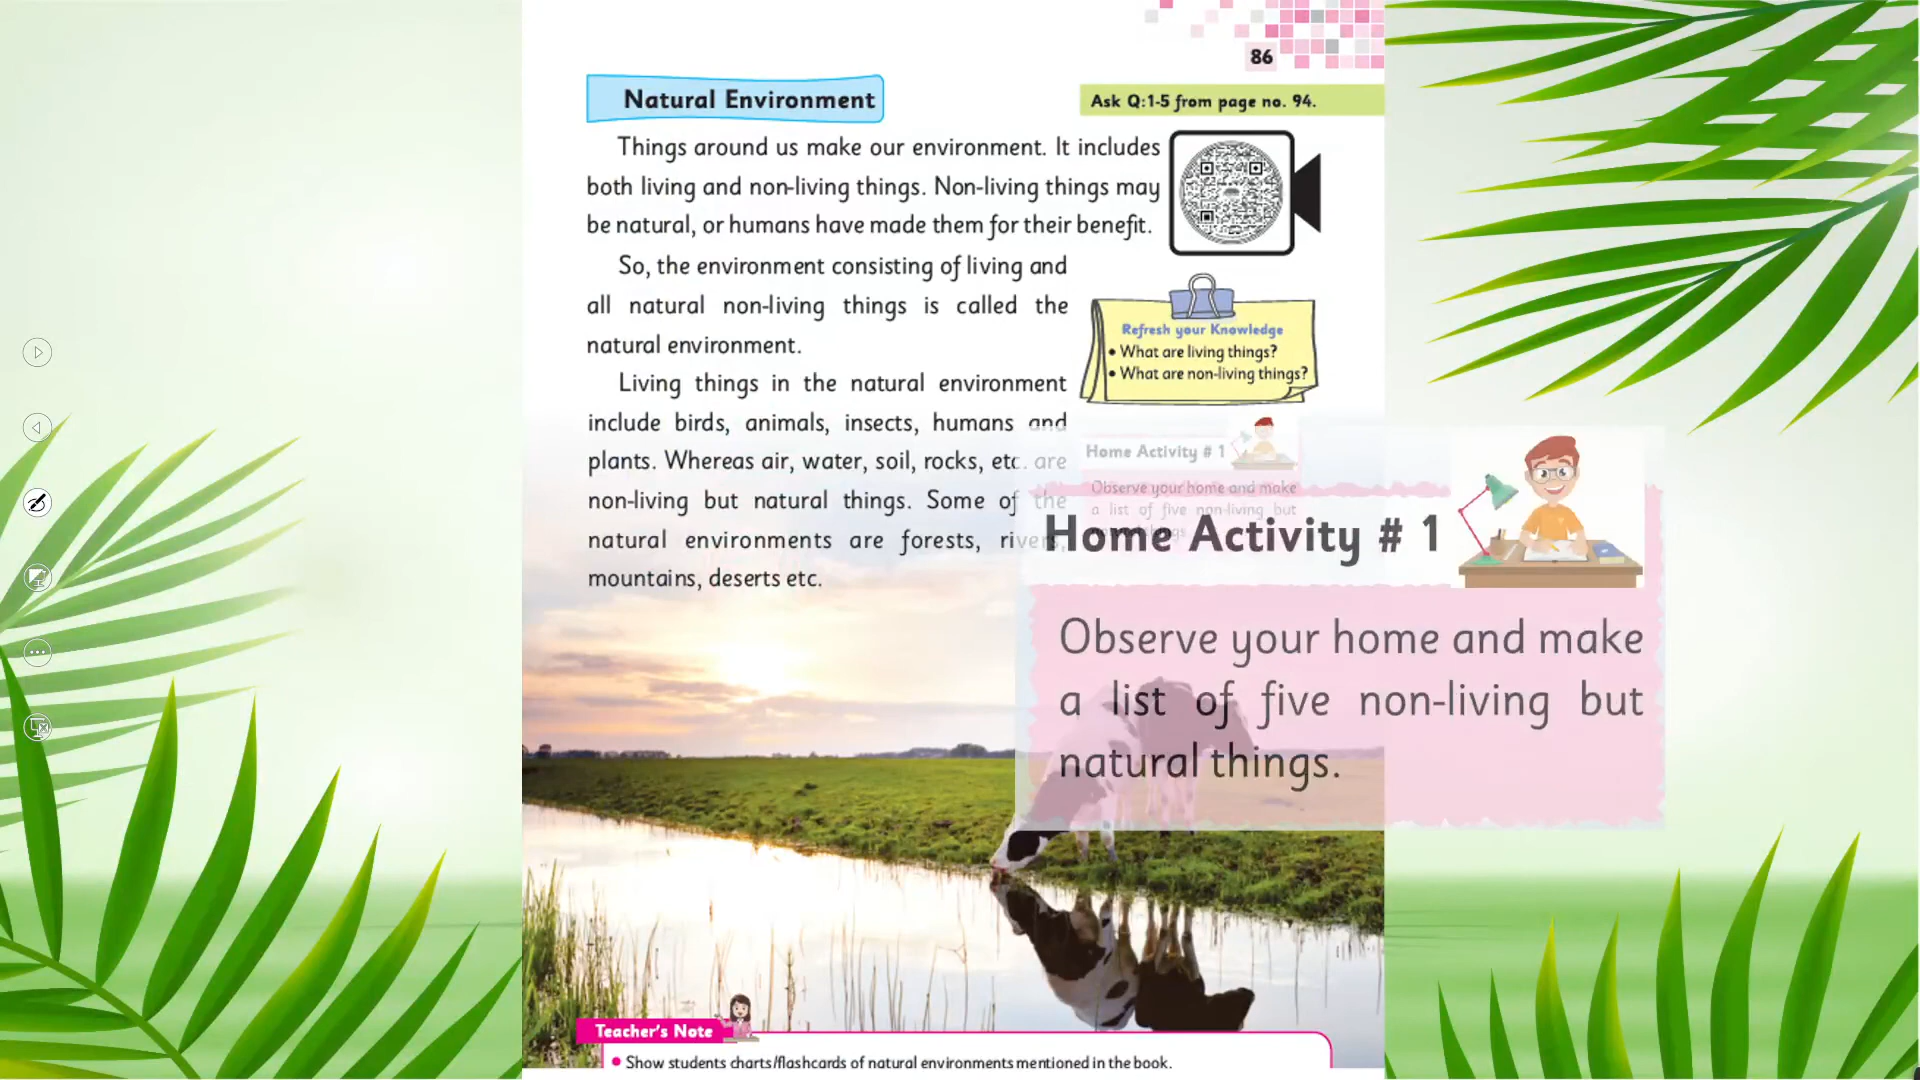 86
Natural Environment
Ask Q:1-5 from page no. 94.
Things around us make our environment. It includes
both living and non-living things. Non-living things may
be natural, or humans have made them for their benefit.
So, the environment consisting of living and
all natural non-living things is called the
natural environment.
Living things in the natural environment
include birds, animals, insects, humans and
plants. Whereas air, water, soil, rocks, etc. are
non-living but natural things. Some of the
natural environments are forests, rivers,
mountains, deserts etc.
Refresh your Knowledge
• What are living things?
• What are non-living things?
Home Activity # 1
Observe your home and make
a list of five non-living but
Home Activity # 1
Observe your home and make
a list of five non-living but
natural things.
Teacher's Note
• Show students charts/flashcards of natural environments mentioned in the book.